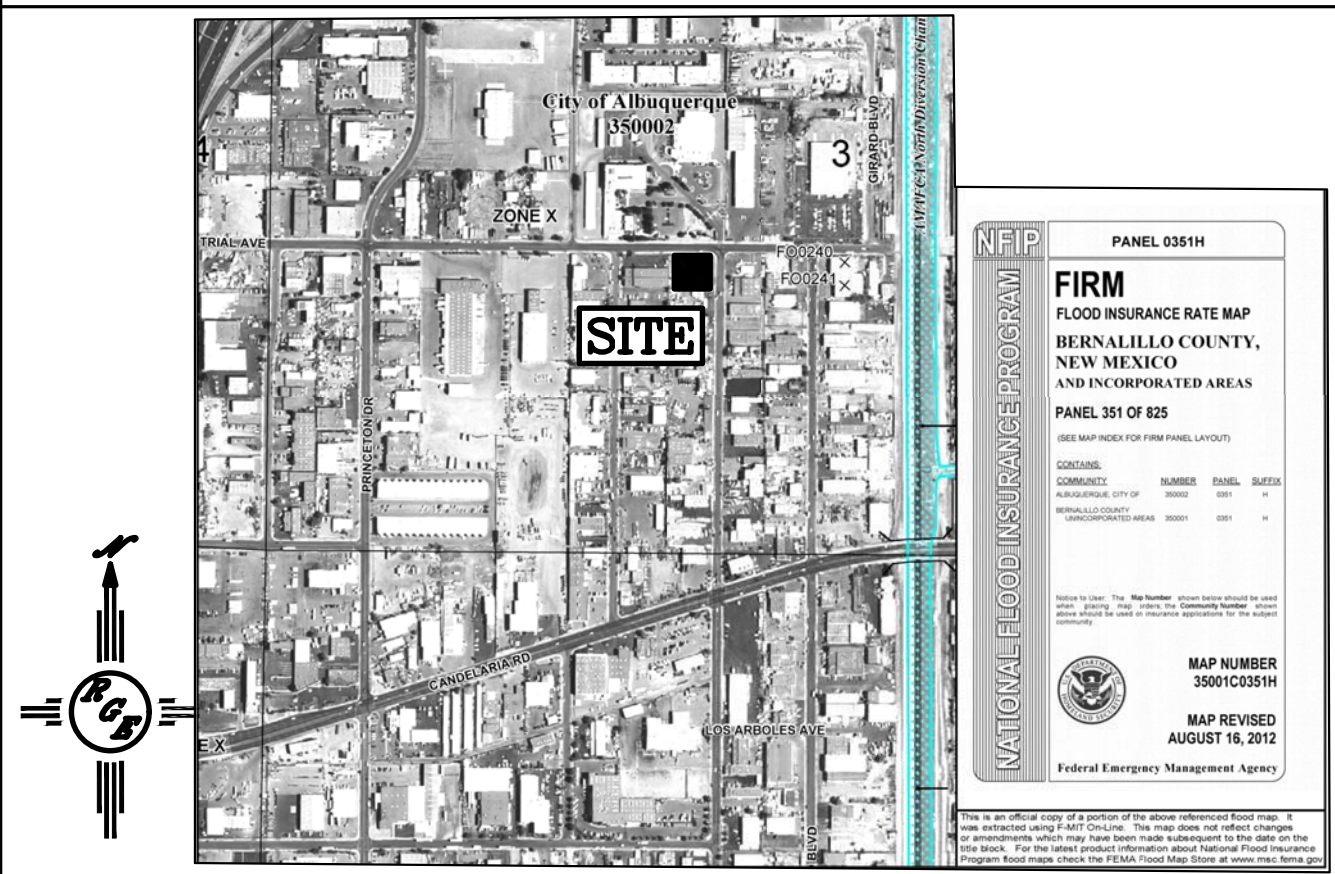 City of Albuquerque
350002
AMAFCA North Diversion Chan
GIRARD BLVD
4
3
ZONE X
TRIAL AVE
FO0240
FO0241
SITE
PRINCETON DR
CANDELARIA RD
LOS ARBOLES AVE
E X
BLVD
N
RGE
NFIP
NATIONAL FLOOD INSURANCE PROGRAM
PANEL 0351H
FIRM
FLOOD INSURANCE RATE MAP
BERNALILLO COUNTY,
NEW MEXICO
AND INCORPORATED AREAS
PANEL 351 OF 825
(SEE MAP INDEX FOR FIRM PANEL LAYOUT)
CONTAINS:
COMMUNITY NUMBER PANEL SUFFIX
ALBUQUERQUE, CITY OF 350002 0351 H
BERNALILLO COUNTY
UNINCORPORATED AREAS 350001 0351 H
Notice to User: The Map Number shown below should be used
when placing map orders; the Community Number shown
above should be used on insurance applications for the subject
community.
U.S. DEPARTMENT OF HOMELAND SECURITY
MAP NUMBER
35001C0351H
MAP REVISED
AUGUST 16, 2012
Federal Emergency Management Agency
This is an official copy of a portion of the above referenced flood map. It
was extracted using F-MIT On-Line. This map does not reflect changes
or amendments which may have been made subsequent to the date on the
title block. For the latest product information about National Flood Insurance
Program flood maps check the FEMA Flood Map Store at www.msc.fema.gov